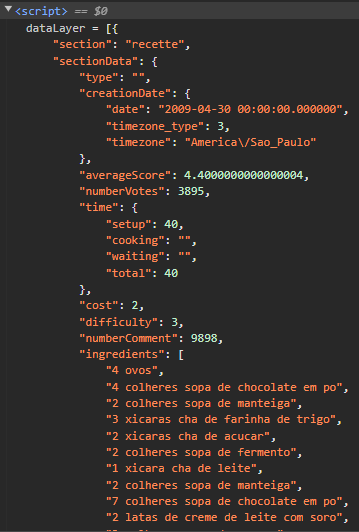 <script> == $0
dataLayer = [{
"section": "recette",
"sectionData": {
"type": "",
"creationDate": {
"date": "2009-04-30 00:00:00.000000",
"timezone_type": 3,
"timezone": "America\/Sao_Paulo"
},
"averageScore": 4.4000000000000004,
"numberVotes": 3895,
"time": {
"setup": 40,
"cooking": "",
"waiting": "",
"total": 40
},
"cost": 2,
"difficulty": 3,
"numberComment": 9898,
"ingredients": [
"4 ovos",
"4 colheres sopa de chocolate em po",
"2 colheres sopa de manteiga",
"3 xicaras cha de farinha de trigo",
"2 xicaras cha de acucar",
"2 colheres sopa de fermento",
"1 xicara cha de leite",
"2 colheres sopa de manteiga",
"7 colheres sopa de chocolate em po",
"2 latas de creme de leite com soro",